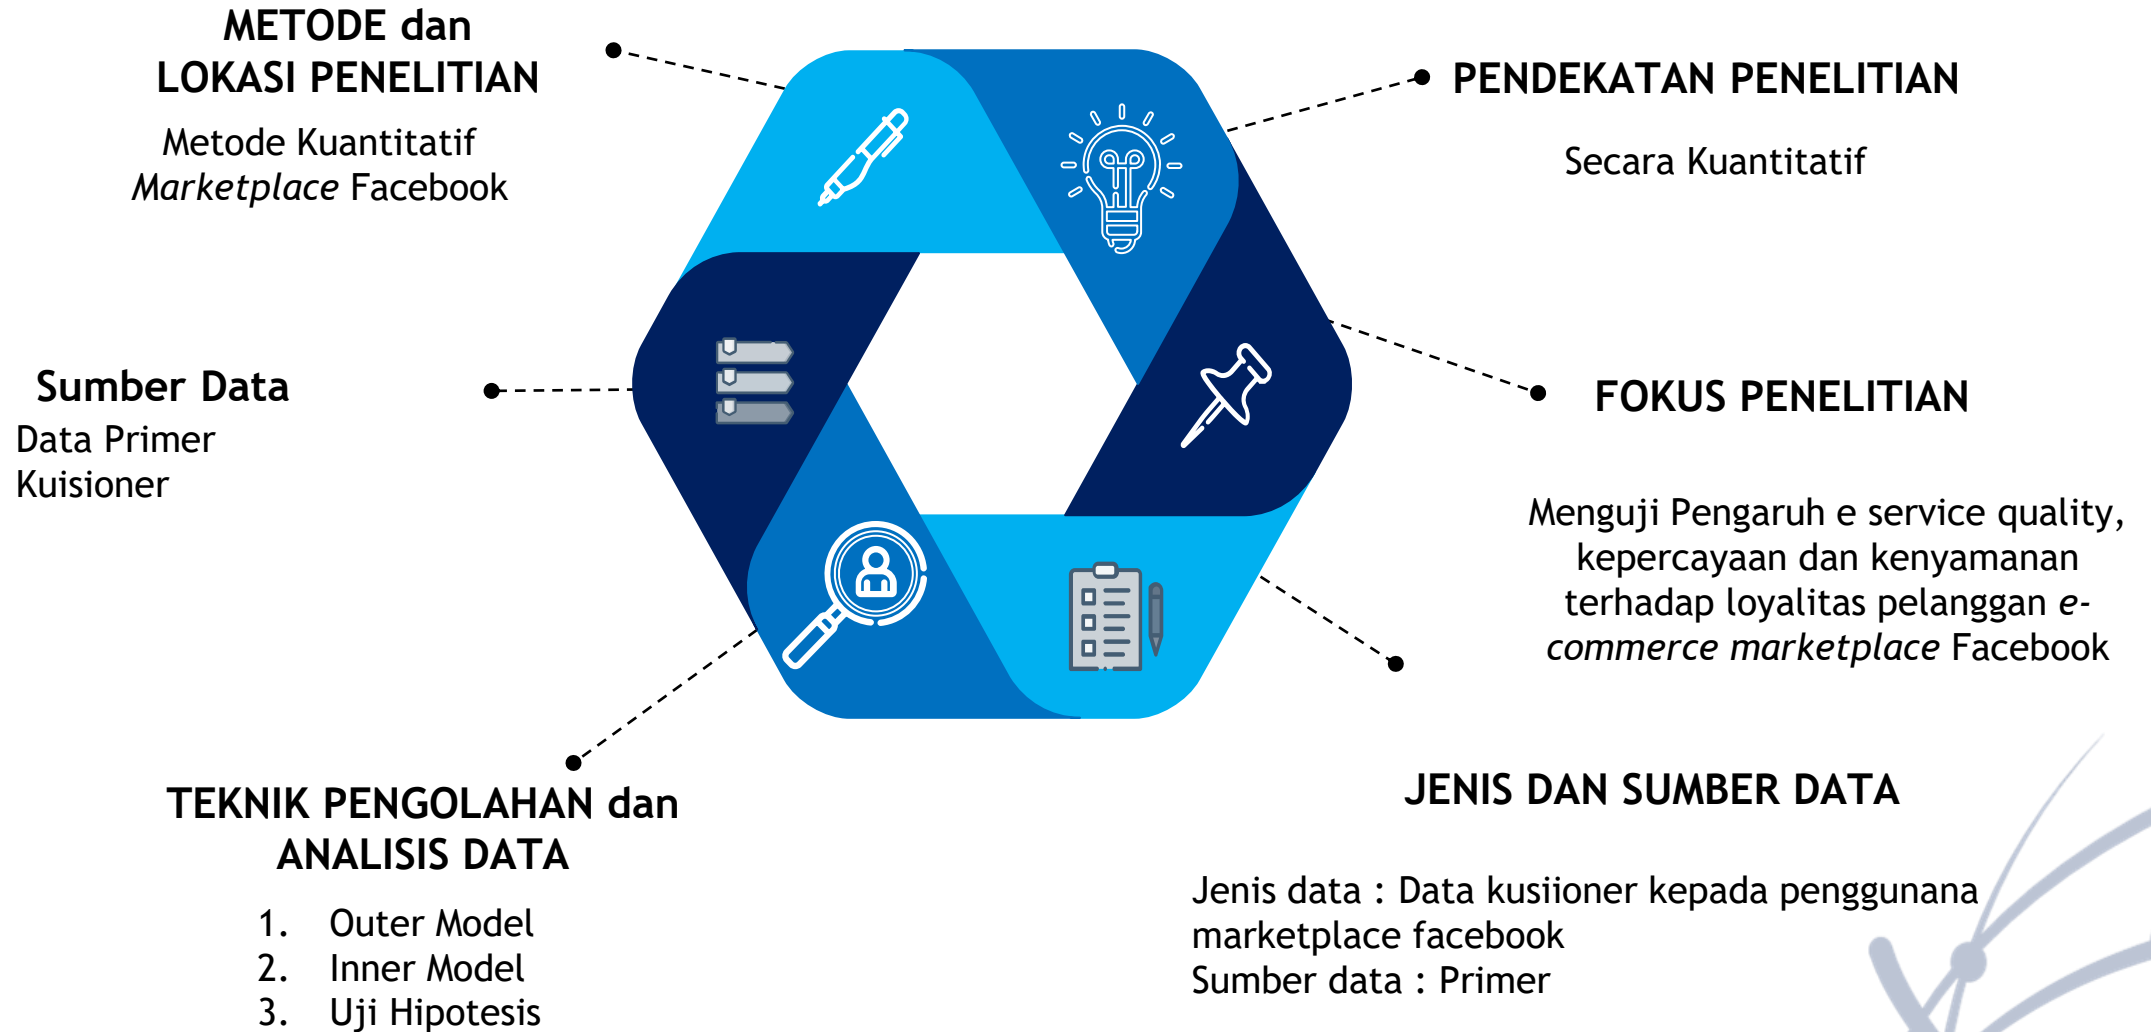 METODE dan
LOKASI PENELITIAN
Metode Kuantitatif
Marketplace Facebook
PENDEKATAN PENELITIAN
Secara Kuantitatif
Sumber Data
Data Primer
Kuisioner
FOKUS PENELITIAN
Menguji Pengaruh e service quality,
kepercayaan dan kenyamanan
terhadap loyalitas pelanggan e-
commerce marketplace Facebook
TEKNIK PENGOLAHAN dan
ANALISIS DATA
1. Outer Model
2. Inner Model
3. Uji Hipotesis
JENIS DAN SUMBER DATA
Jenis data : Data kusiioner kepada penggunana
marketplace facebook
Sumber data : Primer